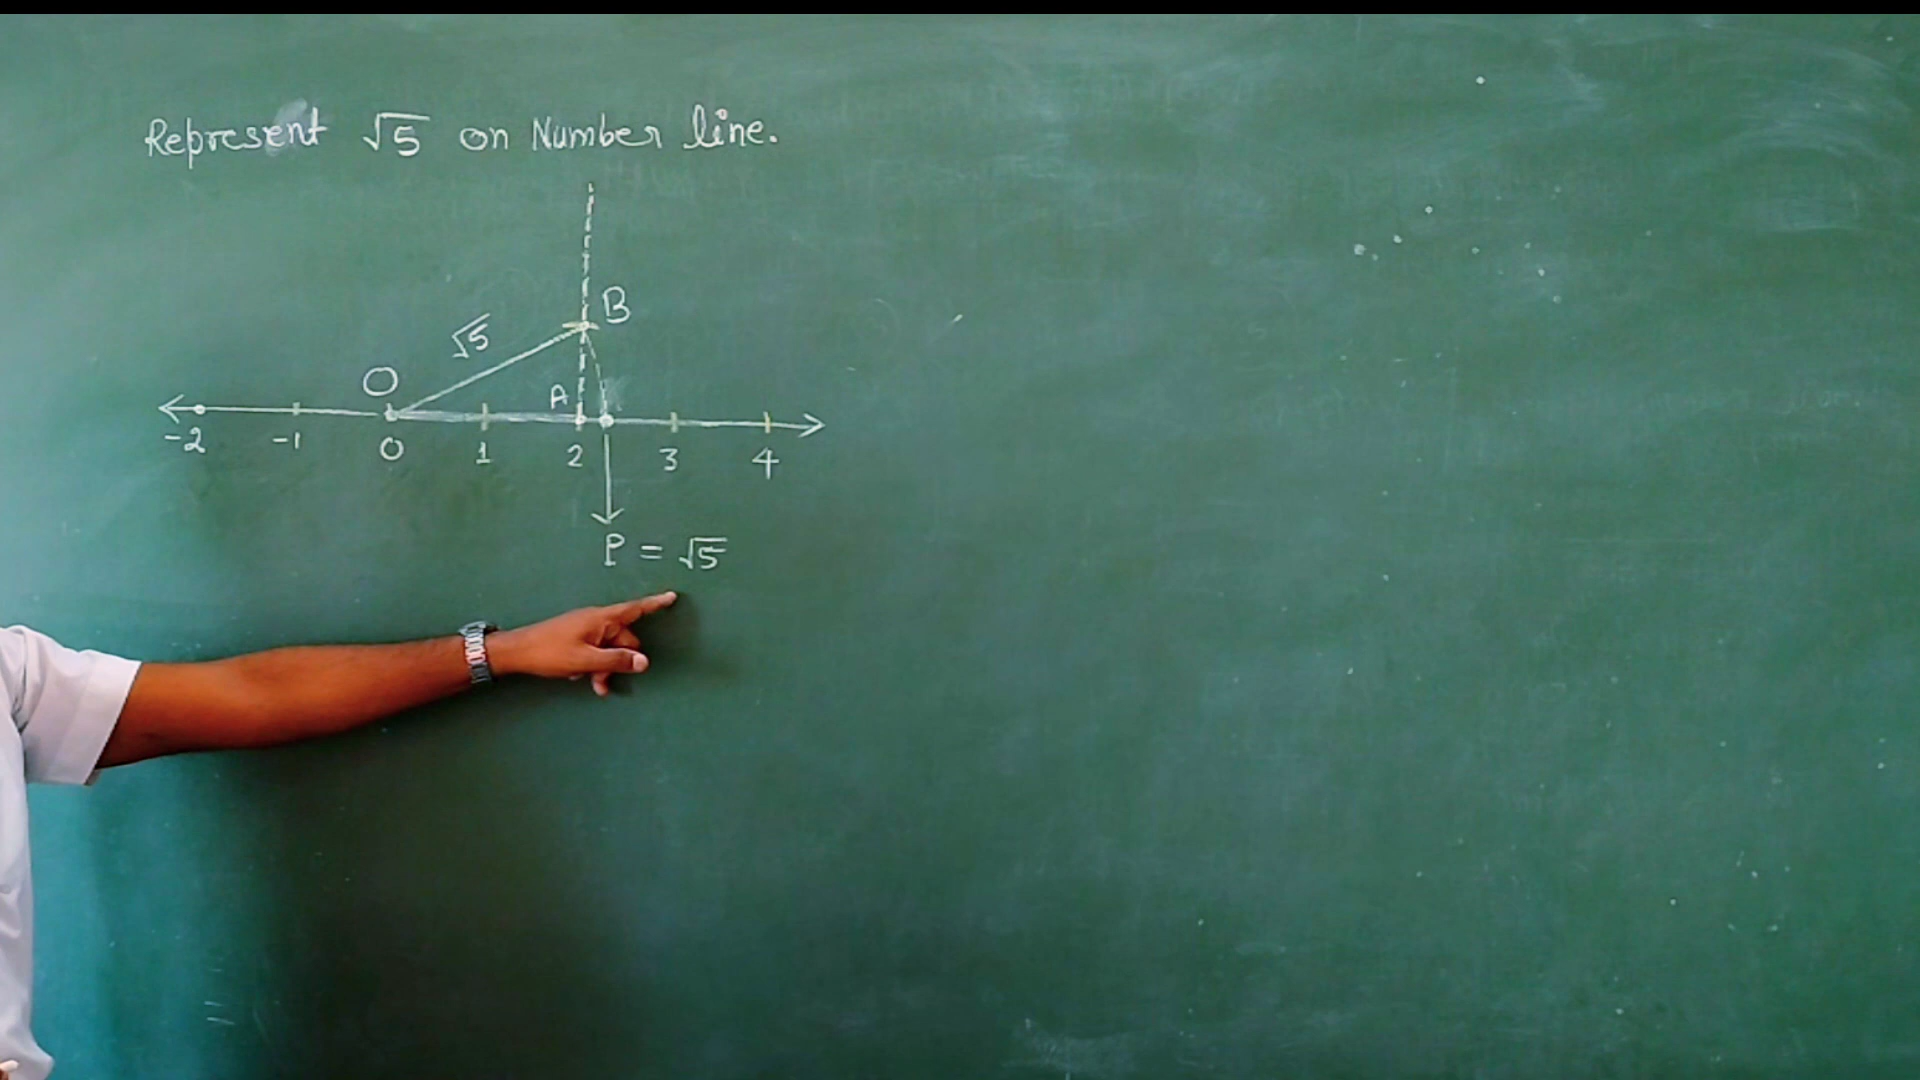 Represent √5 on Number line.
B
√5
O
A
-2 -1 0 1 2 3 4
P = √5